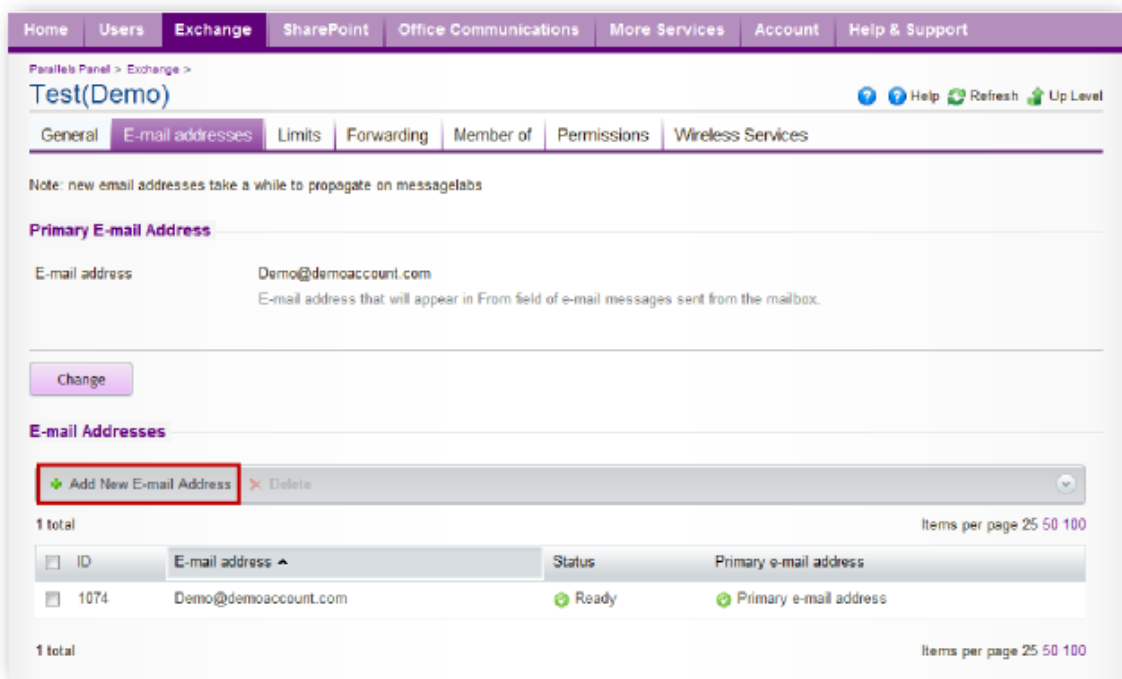 Home Users Exchange SharePoint Office Communications More Services Account Help & Support
Parallels Panel > Exchange >
Test(Demo)
Help Refresh Up Level
General E-mail addresses Limits Forwarding Member of Permissions Wireless Services
Note: new email addresses take a while to propagate on messagelabs
Primary E-mail Address
E-mail address Demo@demoaccount.com
E-mail address that will appear in From field of e-mail messages sent from the mailbox.
Change
E-mail Addresses
Add New E-mail Address Delete
1 total Items per page 25 50 100
ID E-mail address Status Primary e-mail address
1074 Demo@demoaccount.com Ready Primary e-mail address
1 total Items per page 25 50 100